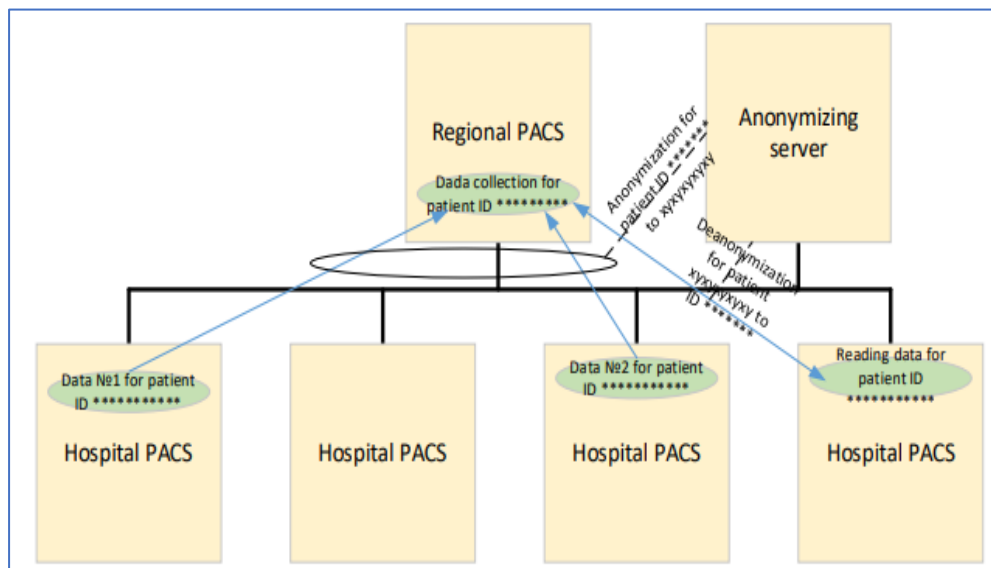 Regional PACS
Dada collection for
patient ID *********
Anonymizing
server
Anonymization for
patient ID *******
to xyxyxyxyxy
Deanonymization
for patient
xyxyxyxyxy to
ID *******
Data №1 for patient
ID ***********
Hospital PACS
Hospital PACS
Data №2 for patient
ID ***********
Hospital PACS
Reading data for
patient ID
***********
Hospital PACS